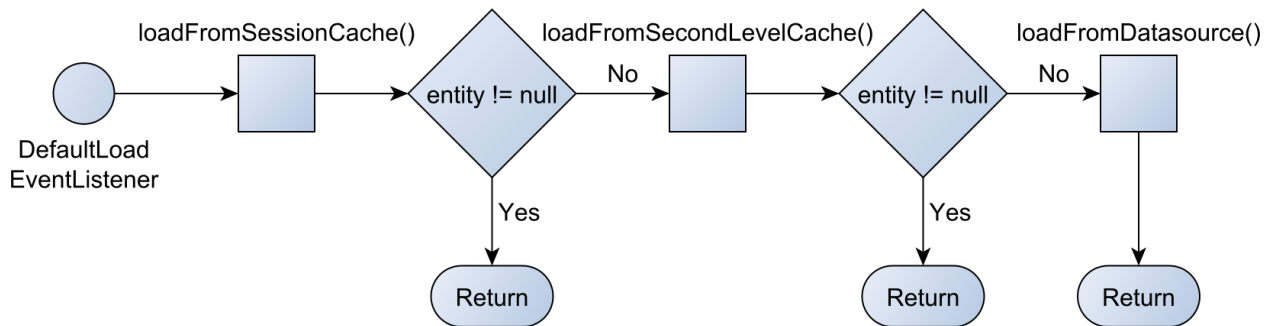 loadFromSessionCache()
loadFromSecondLevelCache()
loadFromDatasource()
entity != null
No
entity != null
No
DefaultLoad
EventListener
Yes
Yes
Return
Return
Return